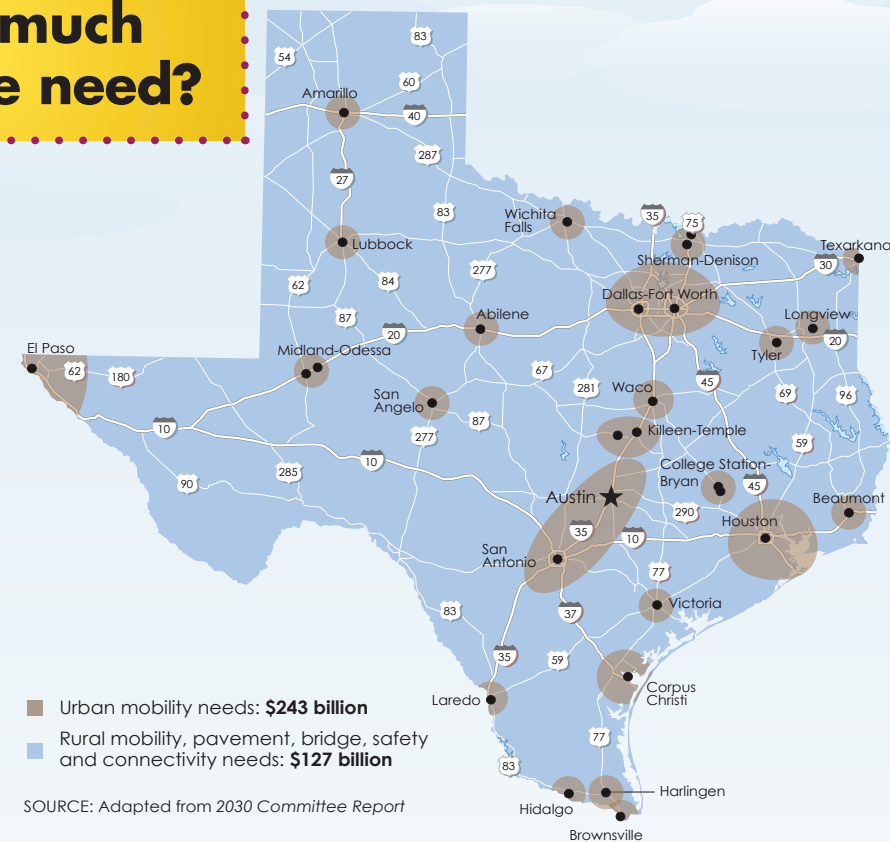 much
e need?
83
54
60
Amarillo
40
287
27
83
Wichita
Falls
35
75
Lubbock
Sherman-Denison
Texarkana
30
277
84
62
Dallas-Fort Worth
87
Abilene
Longview
20
20
El Paso
Midland-Odessa
Tyler
62
180
67
45
San
Angelo
281
Waco
69
96
10
87
277
Killeen-Temple
59
10
285
90
College Station-
Bryan
45
Austin
Beaumont
290
Houston
35
10
San
Antonio
77
83
37
Victoria
35
59
Laredo
Corpus
Christi
Urban mobility needs: $243 billion
Rural mobility, pavement, bridge, safety
and connectivity needs: $127 billion
77
83
Harlingen
SOURCE: Adapted from 2030 Committee Report
Hidalgo
Brownsville